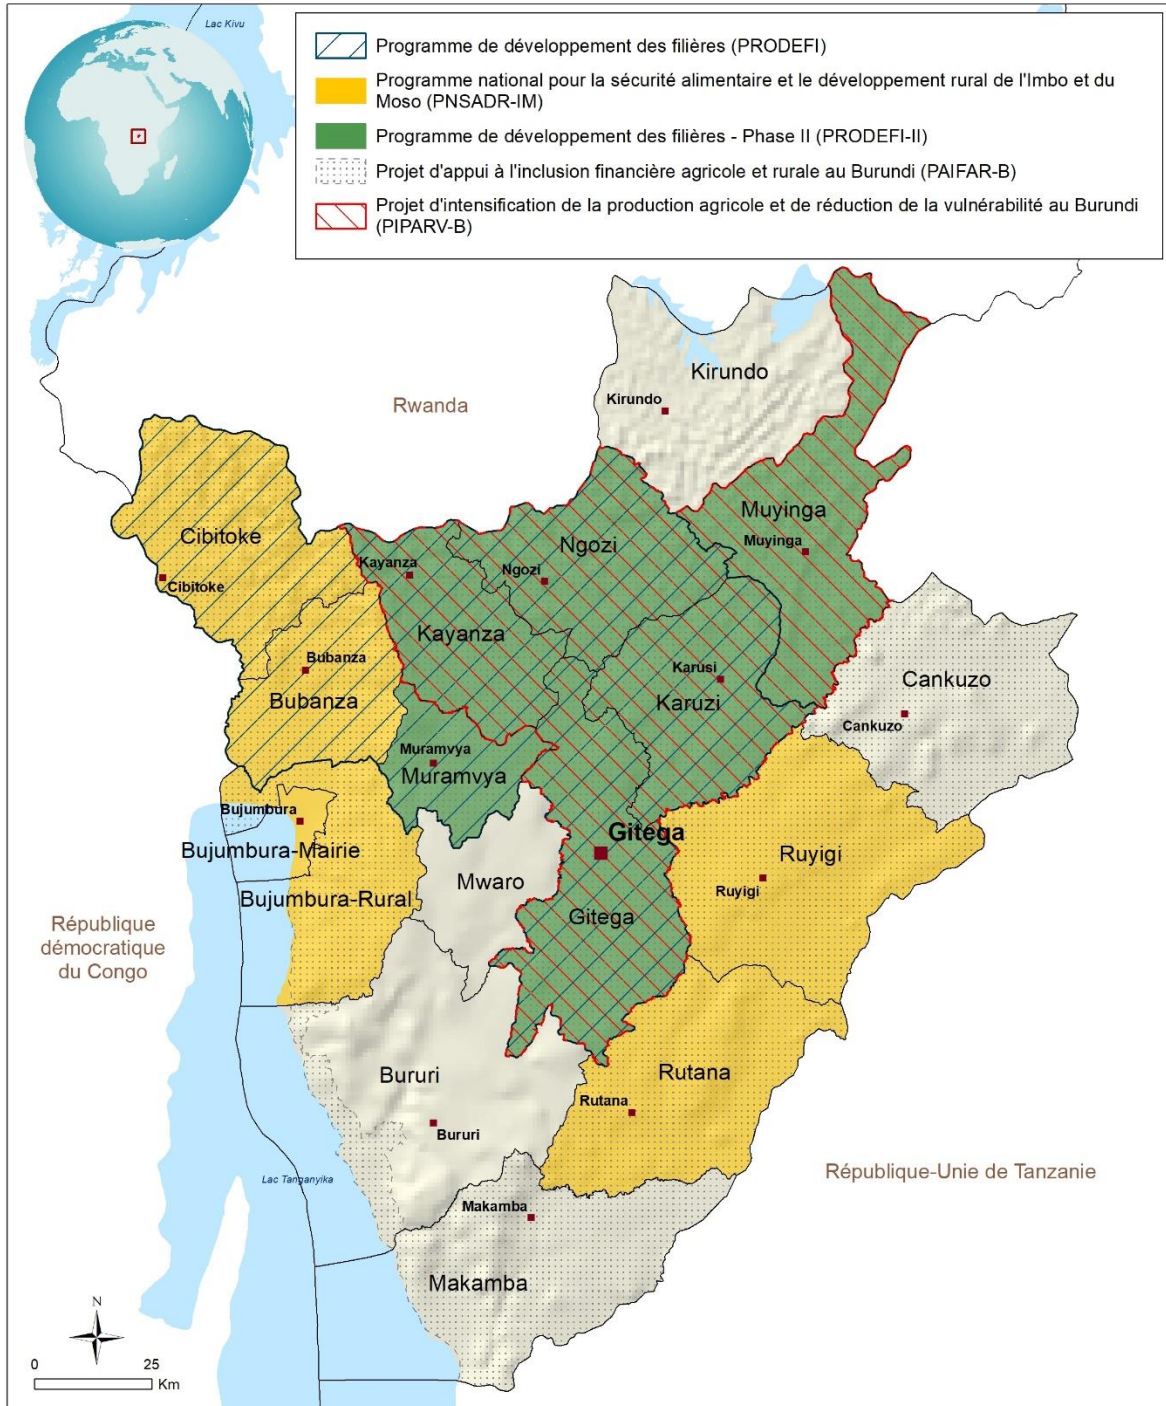 Lac Kivu
Programme de développement des filières (PRODEFI)
Programme national pour la sécurité alimentaire et le développement rural de l'Imbo et du
Moso (PNSADR-IM)
Programme de développement des filières - Phase II (PRODEFI-II)
Projet d'appui à l'inclusion financière agricole et rurale au Burundi (PAIFAR-B)
Projet d'intensification de la production agricole et de réduction de la vulnérabilité au Burundi
(PIPARV-B)
Kirundo
Kirundo
Rwanda
Muyinga
Muyinga
Cibitoke
Cibitoke
Ngozi
Ngozi
Kayanza
Kayanza
Bubanza
Bubanza
Karusi
Karuzi
Cankuzo
Cankuzo
Muramvya
Muramvya
Bujumbura
Bujumbura-Mairie
Gitega
Gitega
Ruyigi
Ruyigi
Mwaro
Bujumbura-Rural
République
démocratique
du Congo
Bururi
Bururi
Rutana
Rutana
République-Unie de Tanzanie
Lac Tanganyika
Makamba
Makamba
N
0 25
Km